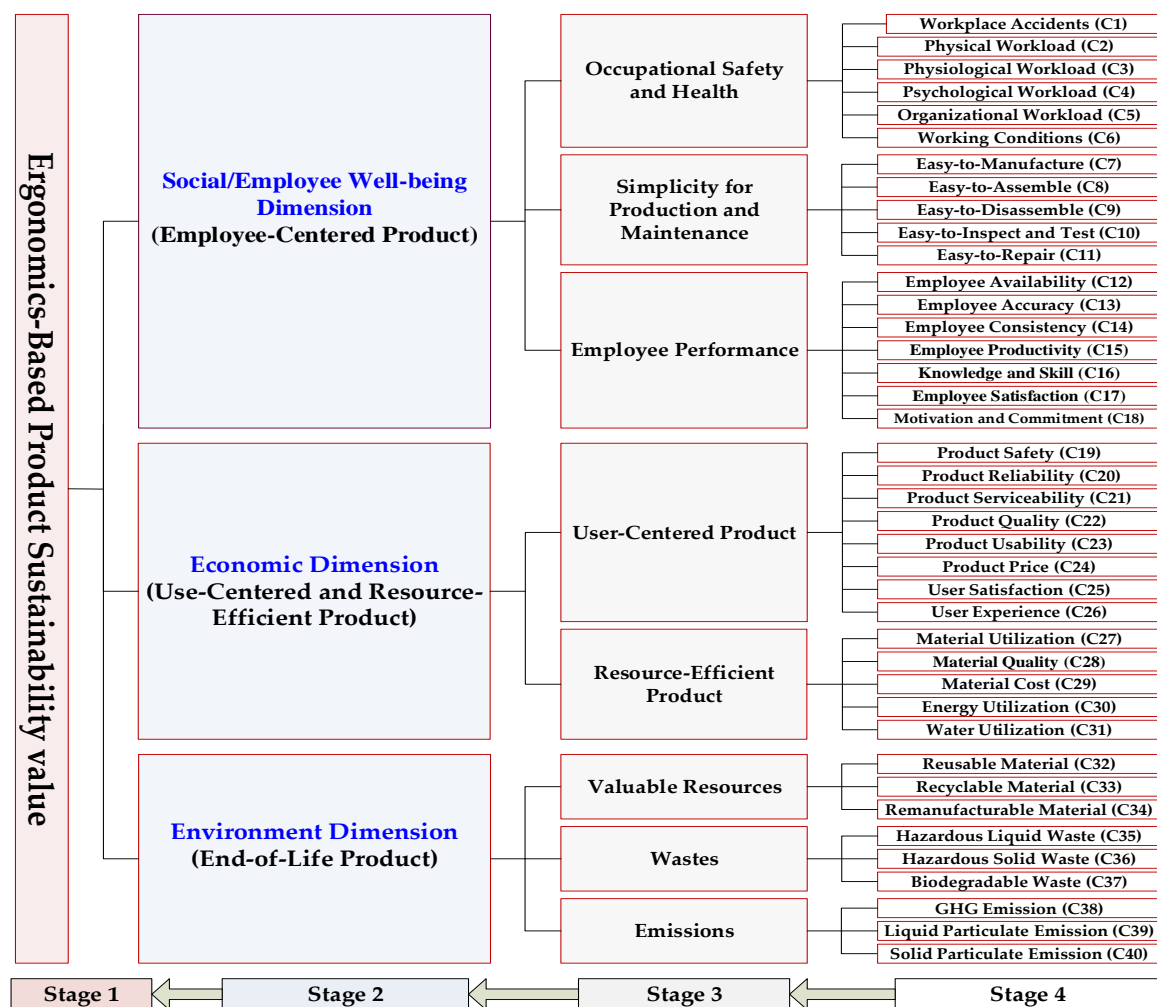 Ergonomics-Based Product Sustainability value
Social/Employee Well-being
Dimension
(Employee-Centered Product)
Occupational Safety
and Health
Workplace Accidents (C1)
Physical Workload (C2)
Physiological Workload (C3)
Psychological Workload (C4)
Organizational Workload (C5)
Working Conditions (C6)
Simplicity for
Production and
Maintenance
Easy-to-Manufacture (C7)
Easy-to-Assemble (C8)
Easy-to-Disassemble (C9)
Easy-to-Inspect and Test (C10)
Easy-to-Repair (C11)
Employee Performance
Employee Availability (C12)
Employee Accuracy (C13)
Employee Consistency (C14)
Employee Productivity (C15)
Knowledge and Skill (C16)
Employee Satisfaction (C17)
Motivation and Commitment (C18)
Economic Dimension
(Use-Centered and Resource-
Efficient Product)
User-Centered Product
Product Safety (C19)
Product Reliability (C20)
Product Serviceability (C21)
Product Quality (C22)
Product Usability (C23)
Product Price (C24)
User Satisfaction (C25)
User Experience (C26)
Resource-Efficient
Product
Material Utilization (C27)
Material Quality (C28)
Material Cost (C29)
Energy Utilization (C30)
Water Utilization (C31)
Environment Dimension
(End-of-Life Product)
Valuable Resources
Reusable Material (C32)
Recyclable Material (C33)
Remanufacturable Material (C34)
Wastes
Hazardous Liquid Waste (C35)
Hazardous Solid Waste (C36)
Biodegradable Waste (C37)
Emissions
GHG Emission (C38)
Liquid Particulate Emission (C39)
Solid Particulate Emission (C40)
Stage 1
Stage 2
Stage 3
Stage 4